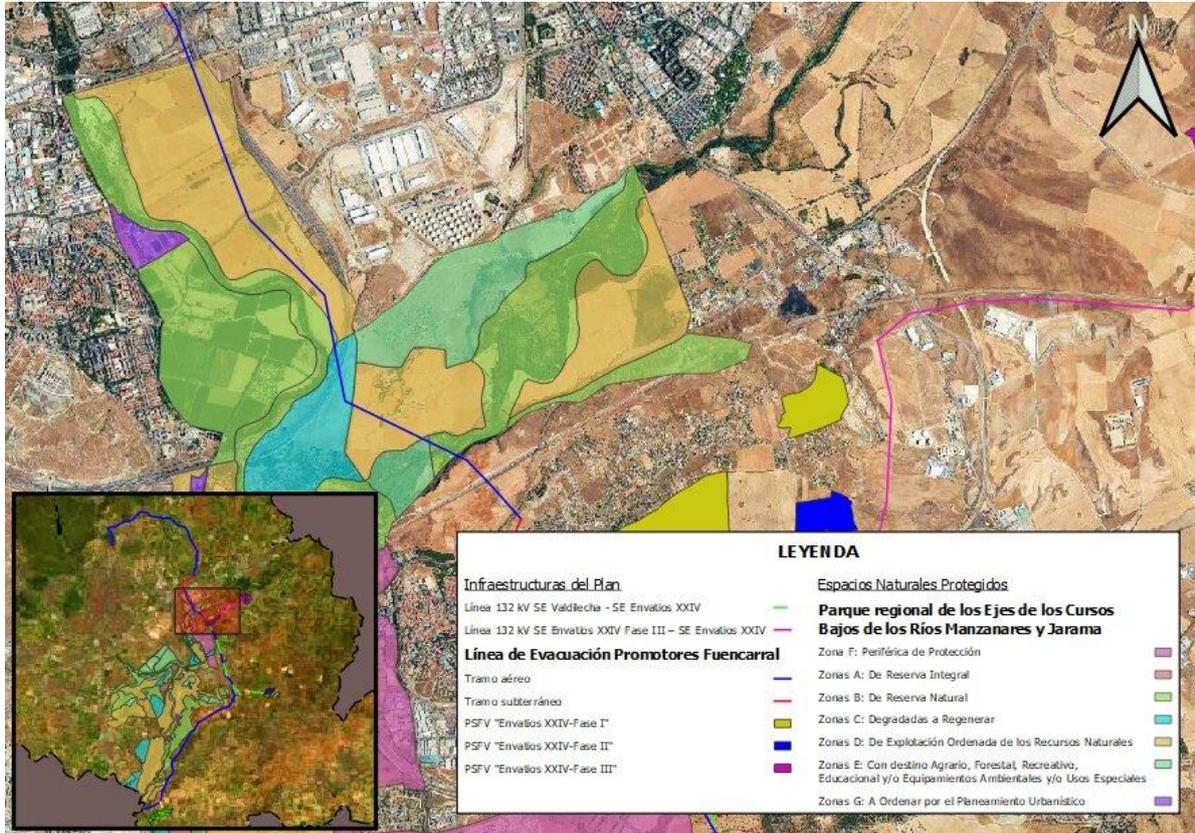 N
LEYENDA
Infraestructuras del Plan
Línea 132 kV SE Valdilecha - SE Envatios XXIV
Línea 132 kV SE Envatios XXIV Fase III – SE Envatios XXIV
Línea de Evacuación Promotores Fuencarral
Tramo aéreo
Tramo subterráneo
PSFV "Envatios XXIV-Fase I"
PSFV "Envatios XXIV-Fase II"
PSFV "Envatios XXIV-Fase III"
Espacios Naturales Protegidos
Parque regional de los Ejes de los Cursos
Bajos de los Ríos Manzanares y Jarama
Zona F: Periférica de Protección
Zonas A: De Reserva Integral
Zonas B: De Reserva Natural
Zonas C: Degradadas a Regenerar
Zonas D: De Explotación Ordenada de los Recursos Naturales
Zonas E: Con destino Agrario, Forestal, Recreativo,
Educacional y/o Equipamientos Ambientales y/o Usos Especiales
Zonas G: A Ordenar por el Planeamiento Urbanístico